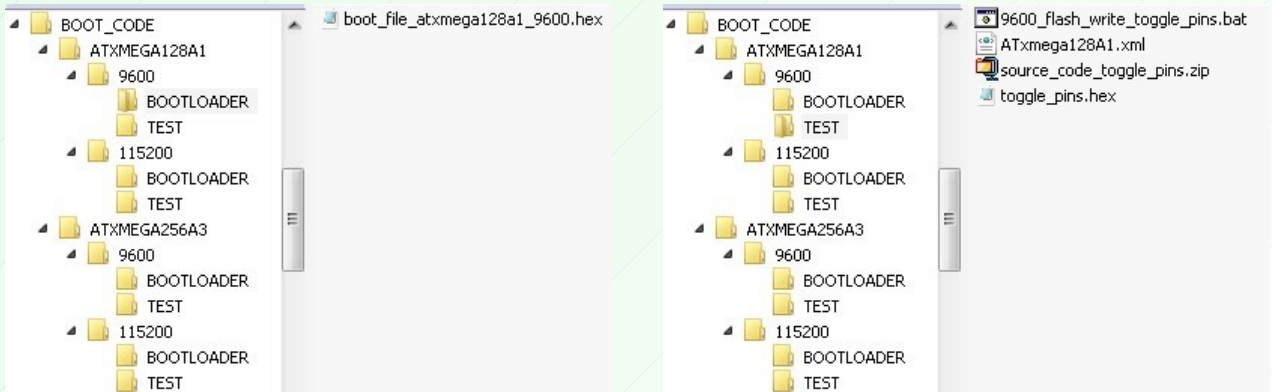 BOOT_CODE
ATXMEGA128A1
9600
BOOTLOADER
TEST
115200
BOOTLOADER
TEST
ATXMEGA256A3
9600
BOOTLOADER
TEST
115200
BOOTLOADER
TEST
boot_file_atxmega128a1_9600.hex
BOOT_CODE
ATXMEGA128A1
9600
BOOTLOADER
TEST
115200
BOOTLOADER
TEST
ATXMEGA256A3
9600
BOOTLOADER
TEST
115200
BOOTLOADER
TEST
9600_flash_write_toggle_pins.bat
ATxmega128A1.xml
source_code_toggle_pins.zip
toggle_pins.hex